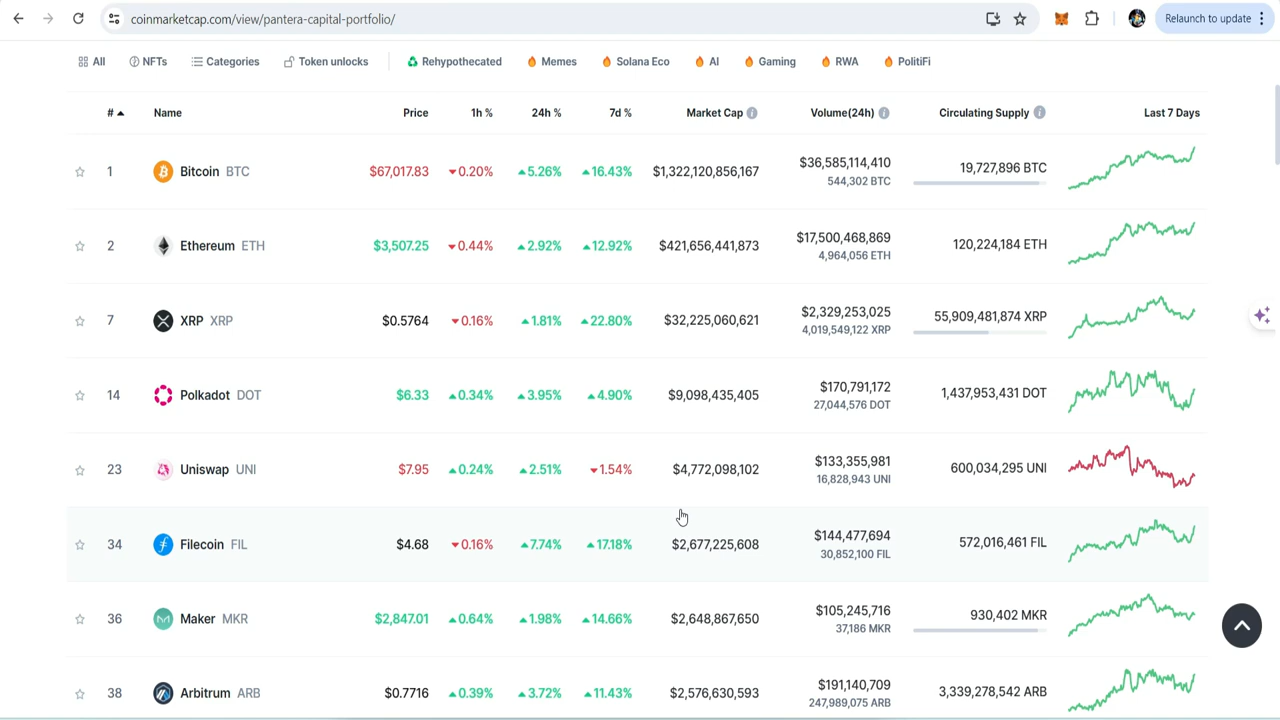 coinmarketcap.com/view/pantera-capital-portfolio/
Relaunch to update
All NFTs Categories Token unlocks Rehypothecated Memes Solana Eco AI Gaming RWA PolitiFi
# Name Price 1h % 24h % 7d % Market Cap Volume(24h) Circulating Supply Last 7 Days
1 Bitcoin BTC $67,017.83 0.20% 5.26% 16.43% $1,322,120,856,167 $36,585,114,410 19,727,896 BTC
544,302 BTC
2 Ethereum ETH $3,507.25 0.44% 2.92% 12.92% $421,656,441,873 $17,500,468,869 120,224,184 ETH
4,964,056 ETH
7 XRP XRP $0.5764 0.16% 1.81% 22.80% $32,225,060,621 $2,329,253,025 55,909,481,874 XRP
4,019,549,122 XRP
14 Polkadot DOT $6.33 0.34% 3.95% 4.90% $9,098,435,405 $170,791,172 1,437,953,431 DOT
27,044,576 DOT
23 Uniswap UNI $7.95 0.24% 2.51% 1.54% $4,772,098,102 $133,355,981 600,034,295 UNI
16,828,943 UNI
34 Filecoin FIL $4.68 0.16% 7.74% 17.18% $2,677,225,608 $144,477,694 572,016,461 FIL
30,852,100 FIL
36 Maker MKR $2,847.01 0.64% 1.98% 14.66% $2,648,867,650 $105,245,716 930,402 MKR
37,186 MKR
38 Arbitrum ARB $0.7716 0.39% 3.72% 11.43% $2,576,630,593 $191,140,709 3,339,278,542 ARB
247,989,075 ARB